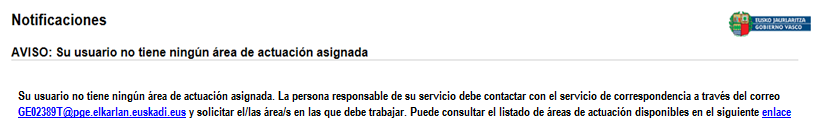 Notificaciones
EUSKO JAURLARITZA
GOBIERNO VASCO
AVISO: Su usuario no tiene ningún área de actuación asignada
Su usuario no tiene ningún área de actuación asignada. La persona responsable de su servicio debe contactar con el servicio de correspondencia a través del correo
GE02389T@pge.elkarlan.euskadi.eus y solicitar el/las área/s en las que debe trabajar. Puede consultar el listado de áreas de actuación disponibles en el siguiente enlace